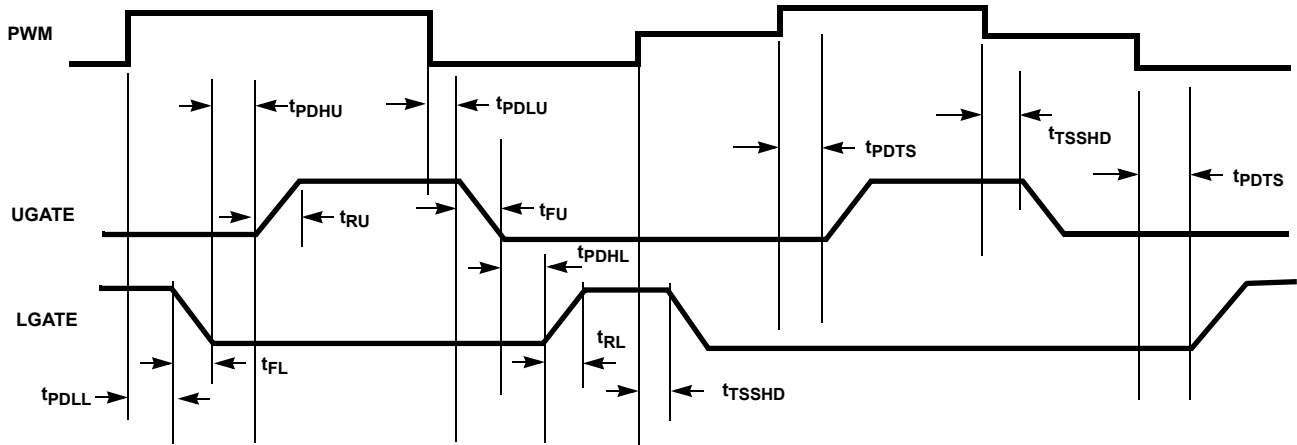 PWM
tPDHU
tPDLU
tPDTS
tTSSHD
tPDTS
UGATE
tRU
tFU
tPDHL
LGATE
tFL
tRL
tPDLL
tTSSHD